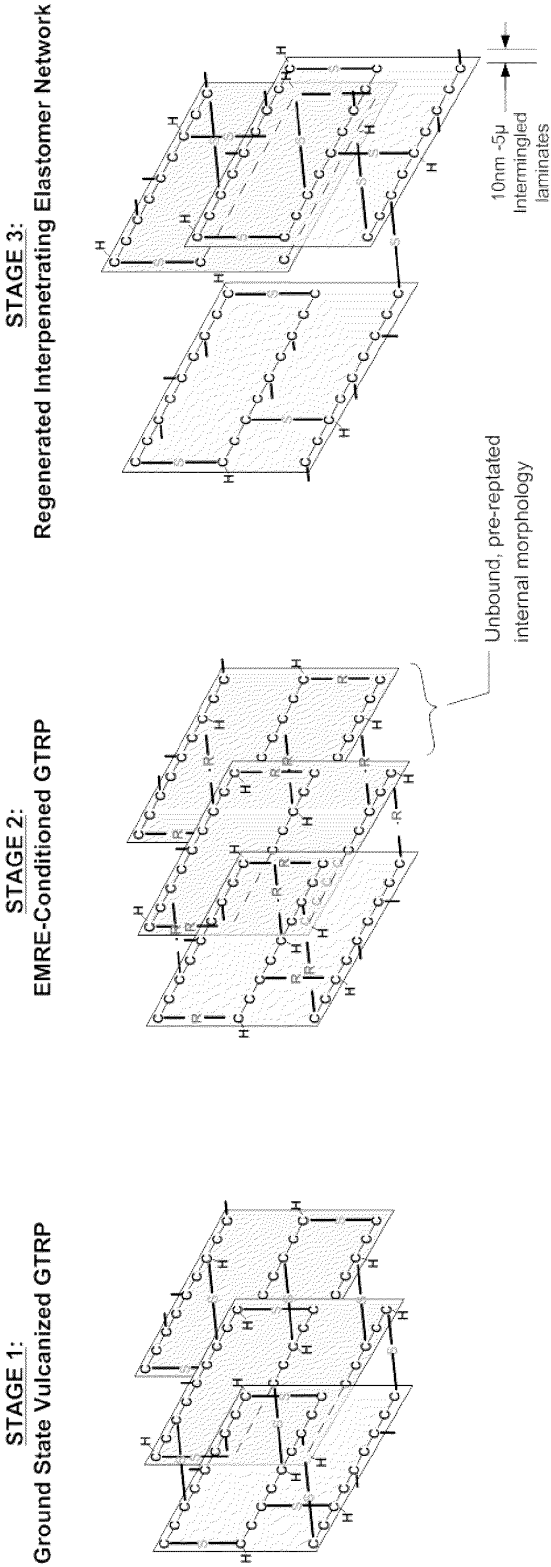 STAGE 1:
Ground State Vulcanized GTRP
STAGE 2:
EMRE-Conditioned GTRP
Unbound, pre-reptated
internal morphology
STAGE 3:
Regenerated Interpenetrating Elastomer Network
10nm -5µ
Intermingled
laminates